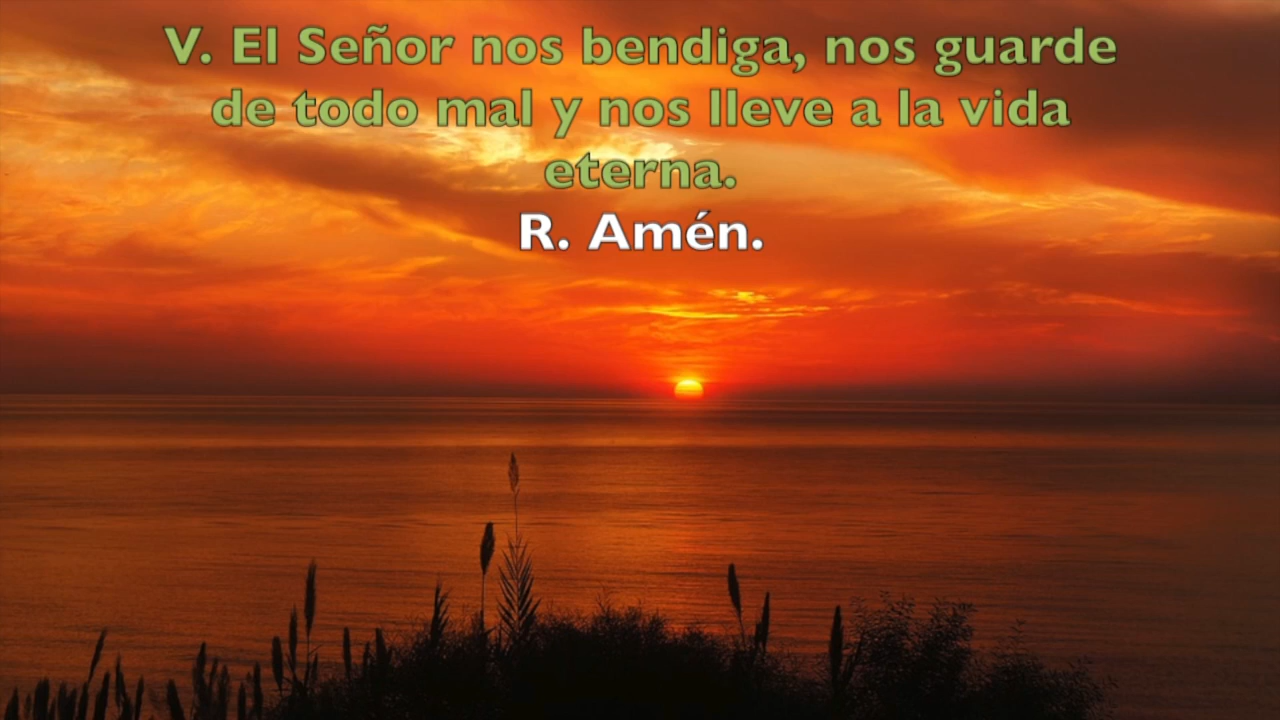 V. El Señor nos bendiga, nos guarde
de todo mal y nos lleve a la vida
eterna.
R. Amén.